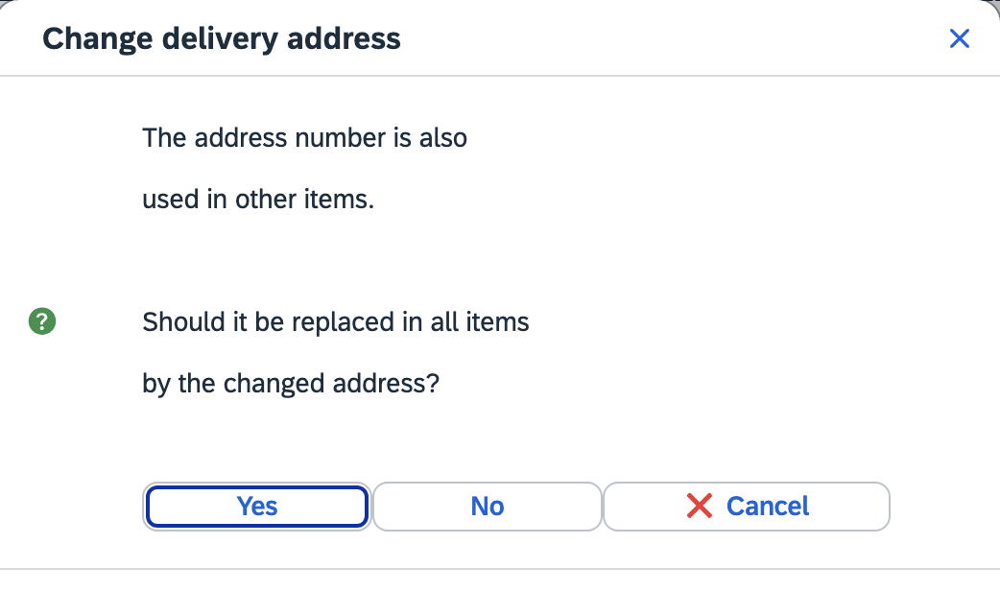 Change delivery address
The address number is also
used in other items.
Should it be replaced in all items
by the changed address?
Yes
No
Cancel